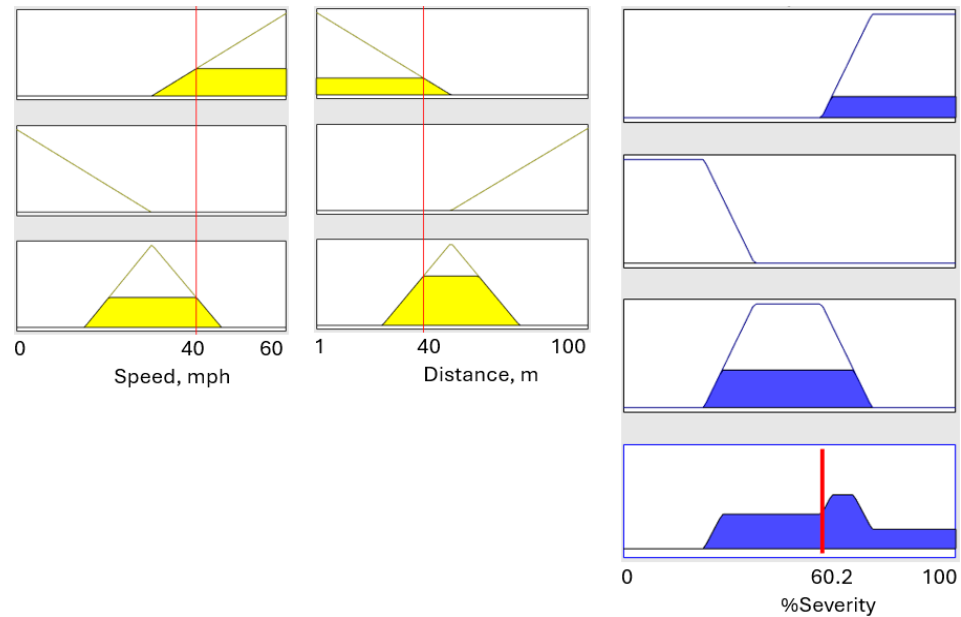 0 40 60
Speed, mph
1 40 100
Distance, m
0 60.2 100
%Severity